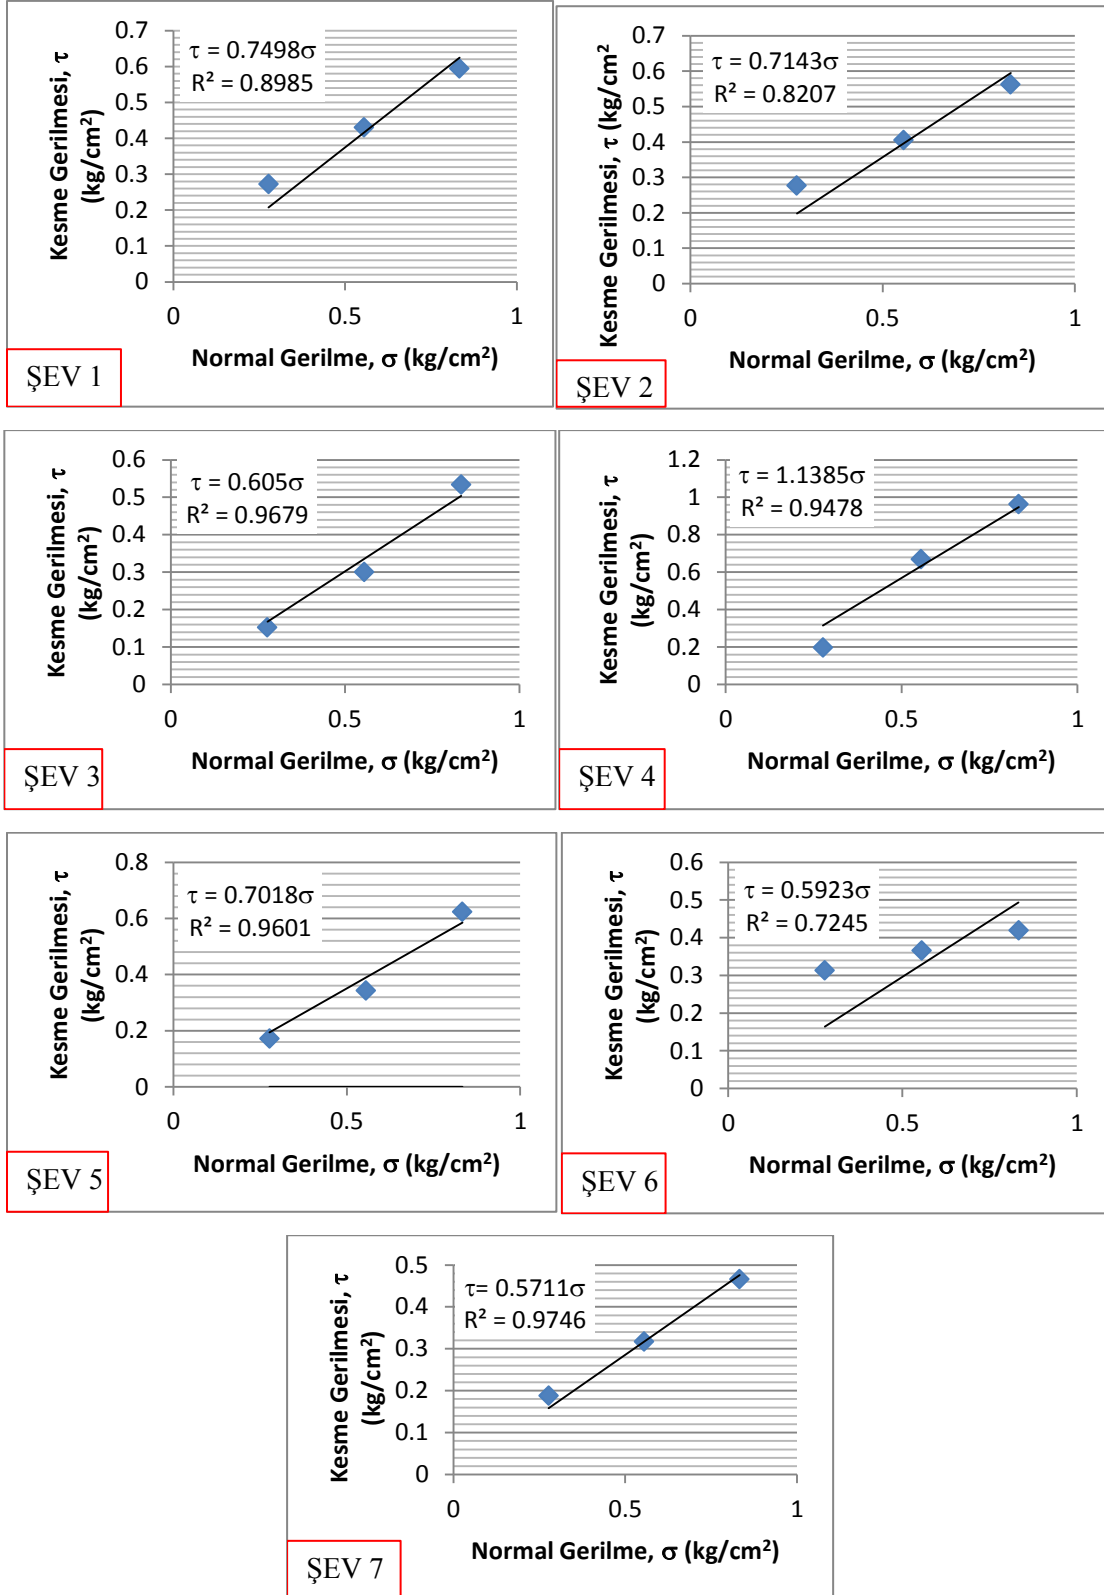 Kesme Gerilmesi, τ
(kg/cm²)
0.7
0.6
0.5
0.4
0.3
0.2
0.1
0
τ = 0.7498σ
R² = 0.8985
0
0.5
1
Normal Gerilme, σ (kg/cm²)
ŞEV 1
Kesme Gerilmesi, τ (kg/cm²
0.7
0.6
0.5
0.4
0.3
0.2
0.1
0
τ = 0.7143σ
R² = 0.8207
0
0.5
1
Normal Gerilme, σ (kg/cm²)
ŞEV 2
Kesme Gerilmesi, τ
(kg/cm²)
0.6
0.5
0.4
0.3
0.2
0.1
0
τ = 0.605σ
R² = 0.9679
0
0.5
1
Normal Gerilme, σ (kg/cm²)
ŞEV 3
Kesme Gerilmesi, τ
(kg/cm²)
1.2
1
0.8
0.6
0.4
0.2
0
τ = 1.1385σ
R² = 0.9478
0
0.5
1
Normal Gerilme, σ (kg/cm²)
ŞEV 4
Kesme Gerilmesi, τ
(kg/cm²)
0.8
0.6
0.4
0.2
0
τ = 0.7018σ
R² = 0.9601
0
0.5
1
Normal Gerilme, σ (kg/cm²)
ŞEV 5
Kesme Gerilmesi, τ
(kg/cm²)
0.6
0.5
0.4
0.3
0.2
0.1
0
τ = 0.5923σ
R² = 0.7245
0
0.5
1
Normal Gerilme, σ (kg/cm²)
ŞEV 6
Kesme Gerilmesi, τ
(kg/cm²)
0.5
0.4
0.3
0.2
0.1
0
τ= 0.5711σ
R² = 0.9746
0
0.5
1
Normal Gerilme, σ (kg/cm²)
ŞEV 7